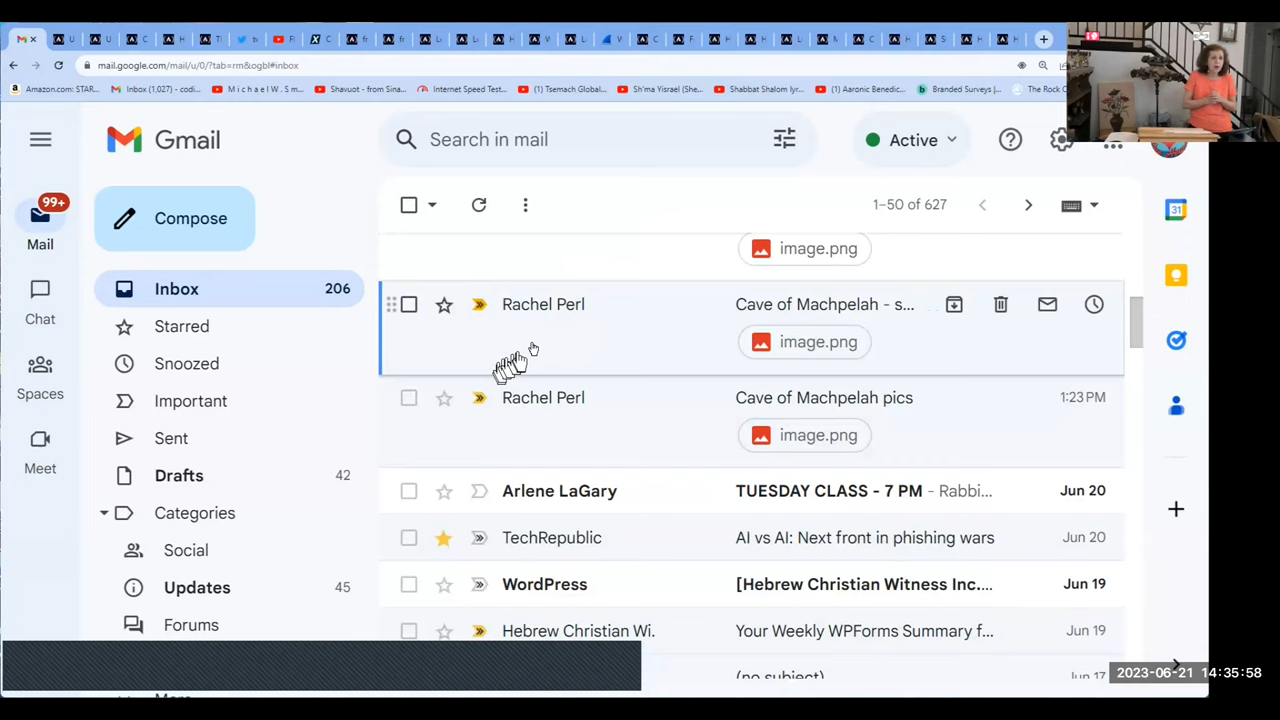 mail.google.com/mail/u/0/?tab=rm&ogbl#inbox
Amazon.com: STAR...
Inbox (1,027) - codi...
M i c h a e l W . S m...
Shavuot - from Sina...
Internet Speed Test...
(1) Tsemach Global...
Sh'ma Yisrael (She...
Shabbat Shalom lyr...
(1) Aaronic Benedic...
Branded Surveys |...
The Rock
Gmail
Search in mail
Active
99+
Mail
Compose
1–50 of 627
31
image.png
Inbox 206
Chat
Rachel Perl Cave of Machpelah - s...
image.png
Starred
Snoozed
Spaces
Important
Rachel Perl Cave of Machpelah pics 1:23 PM
image.png
Sent
Meet
Drafts 42
Arlene LaGary TUESDAY CLASS - 7 PM - Rabbi... Jun 20
Categories
TechRepublic AI vs AI: Next front in phishing wars Jun 20
Social
WordPress [Hebrew Christian Witness Inc.... Jun 19
Updates 45
Forums
Hebrew Christian Wi. Your Weekly WPForms Summary f... Jun 19
(no subject) Jun 17
2023-06-21 14:35:58
More